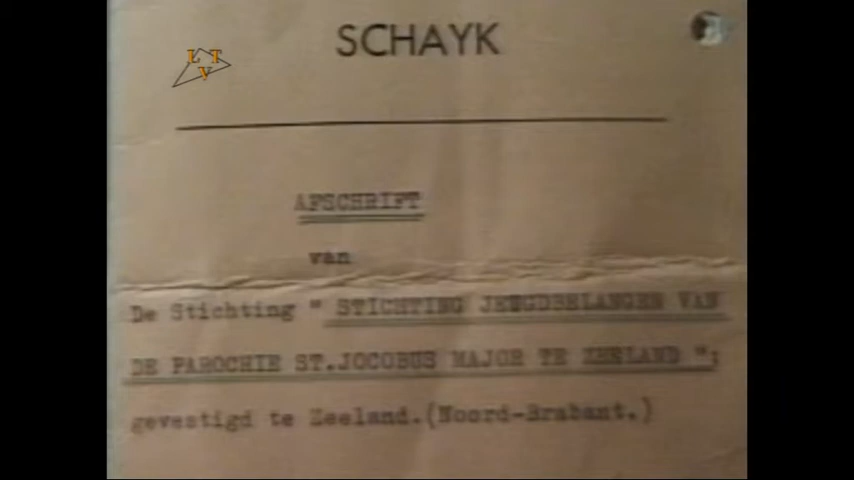 SCHAYK
L T
V
AFSCHRIFT
van
De Stichting " STICHTING JEUGDBELANGEN VAN
DE PAROCHIE ST.JOCOBUS MAJOR TE ZEELAND ";
gevestigd te Zeeland.(Noord-Brabant.)